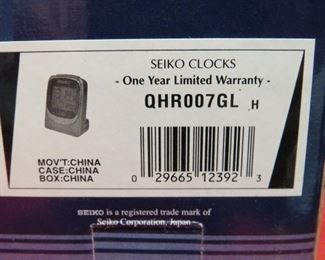 SEIKO CLOCKS
- One Year Limited Warranty -
QHR007GL H
MOV'T:CHINA
CASE:CHINA
BOX:CHINA
0 29665 12392 3
SEIKO is a registered trade mark of
Seiko Corporation, Japan